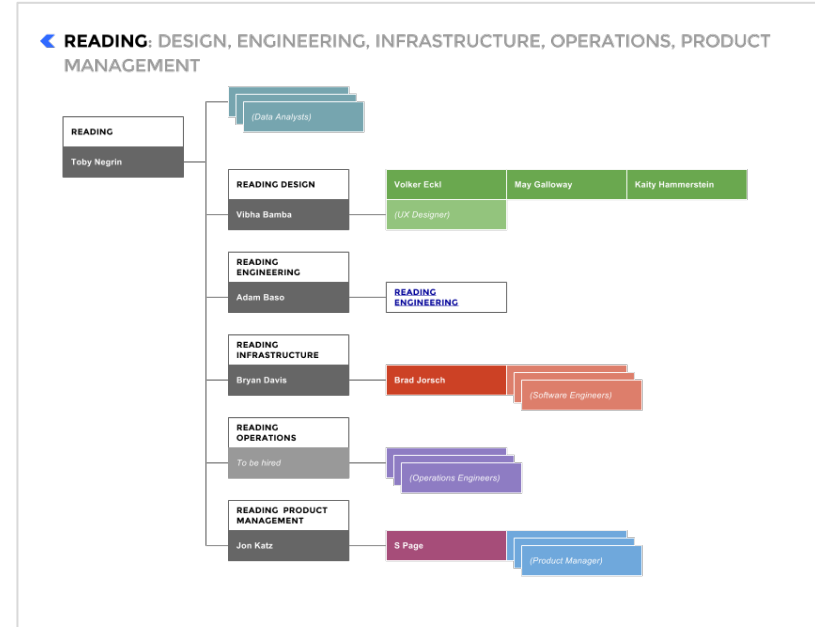 READING: DESIGN, ENGINEERING, INFRASTRUCTURE, OPERATIONS, PRODUCT
MANAGEMENT
(Data Analysts)
READING
Toby Negrin
READING DESIGN
Vibha Bamba
Volker Eckl
May Galloway
Kaity Hammerstein
(UX Designer)
READING
ENGINEERING
Adam Baso
READING
ENGINEERING
READING
INFRASTRUCTURE
Bryan Davis
Brad Jorsch
(Software Engineers)
READING
OPERATIONS
To be hired
(Operations Engineers)
READING PRODUCT
MANAGEMENT
Jon Katz
S Page
(Product Manager)